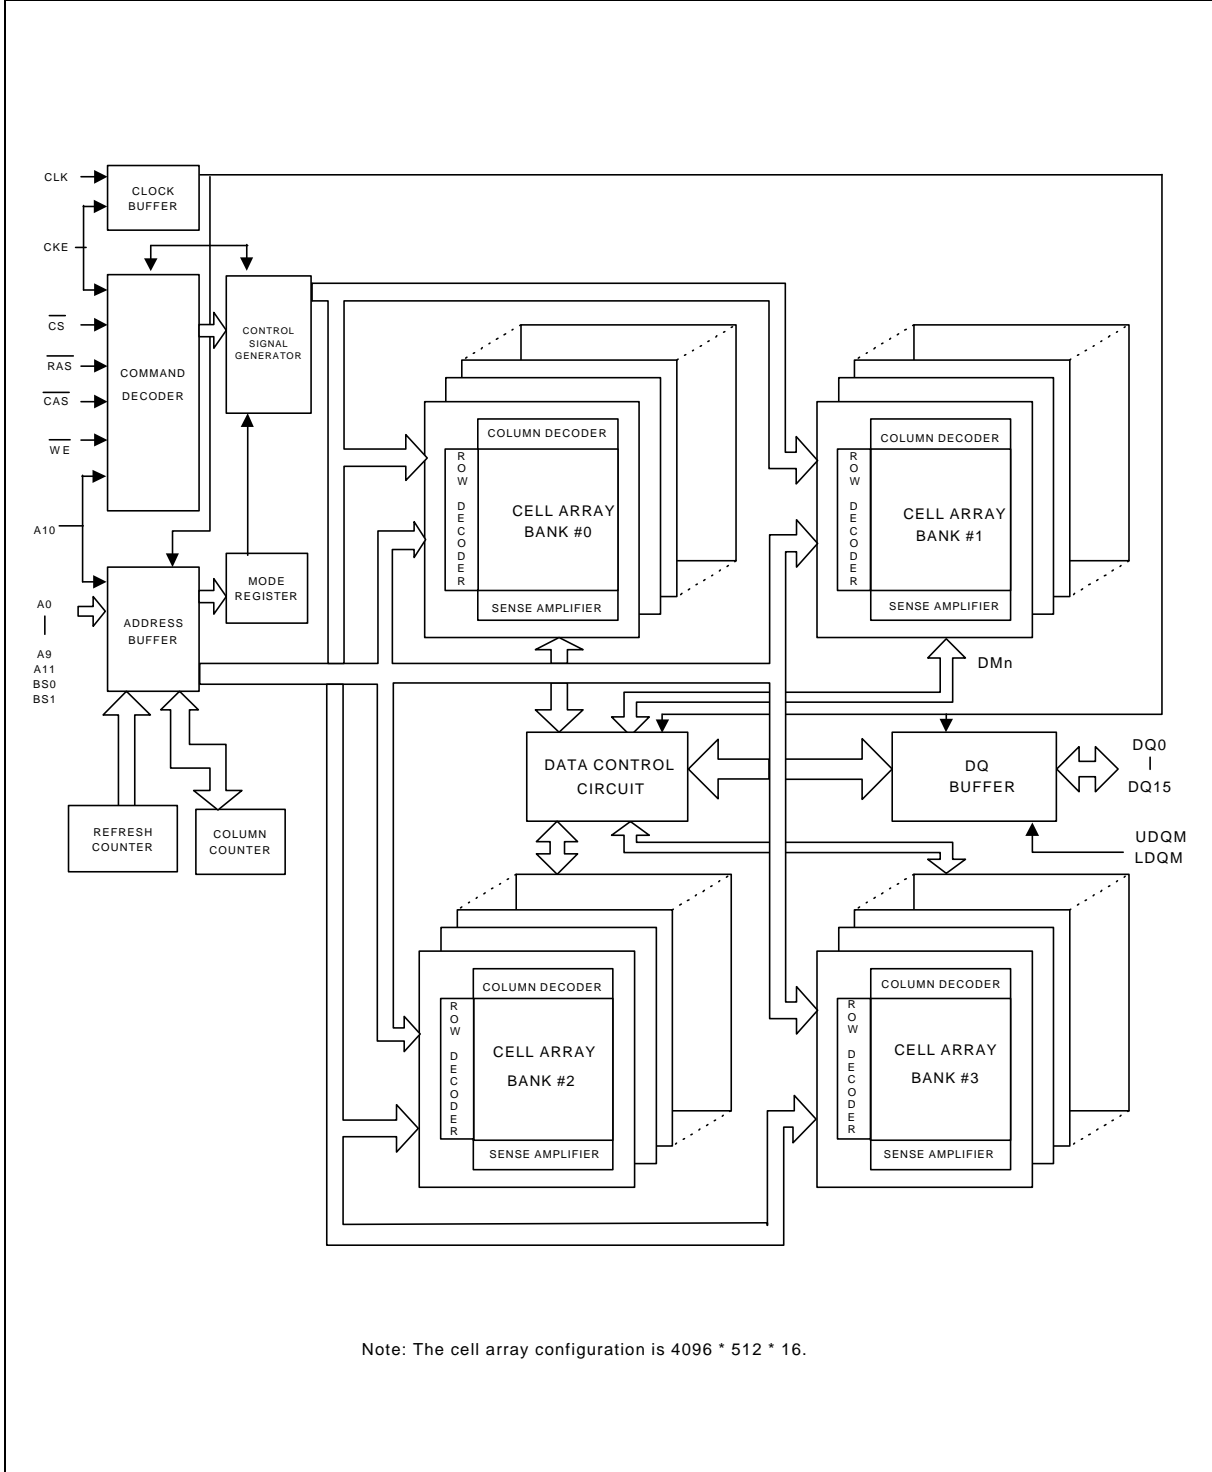 CLK
CLOCK
BUFFER
CKE
CS
RAS
CAS
WE
COMMAND
DECODER
CONTROL
SIGNAL
GENERATOR
A10
MODE
REGISTER
A0
A9
A11
BS0
BS1
ADDRESS
BUFFER
REFRESH
COUNTER
COLUMN
COUNTER
COLUMN DECODER
ROW DECODER
CELL ARRAY
BANK #0
SENSE AMPLIFIER
COLUMN DECODER
ROW DECODER
CELL ARRAY
BANK #1
SENSE AMPLIFIER
DMn
DATA CONTROL
CIRCUIT
DQ
BUFFER
DQ0
DQ15
UDQM
LDQM
COLUMN DECODER
ROW DECODER
CELL ARRAY
BANK #2
SENSE AMPLIFIER
COLUMN DECODER
ROW DECODER
CELL ARRAY
BANK #3
SENSE AMPLIFIER
Note: The cell array configuration is 4096 * 512 * 16.